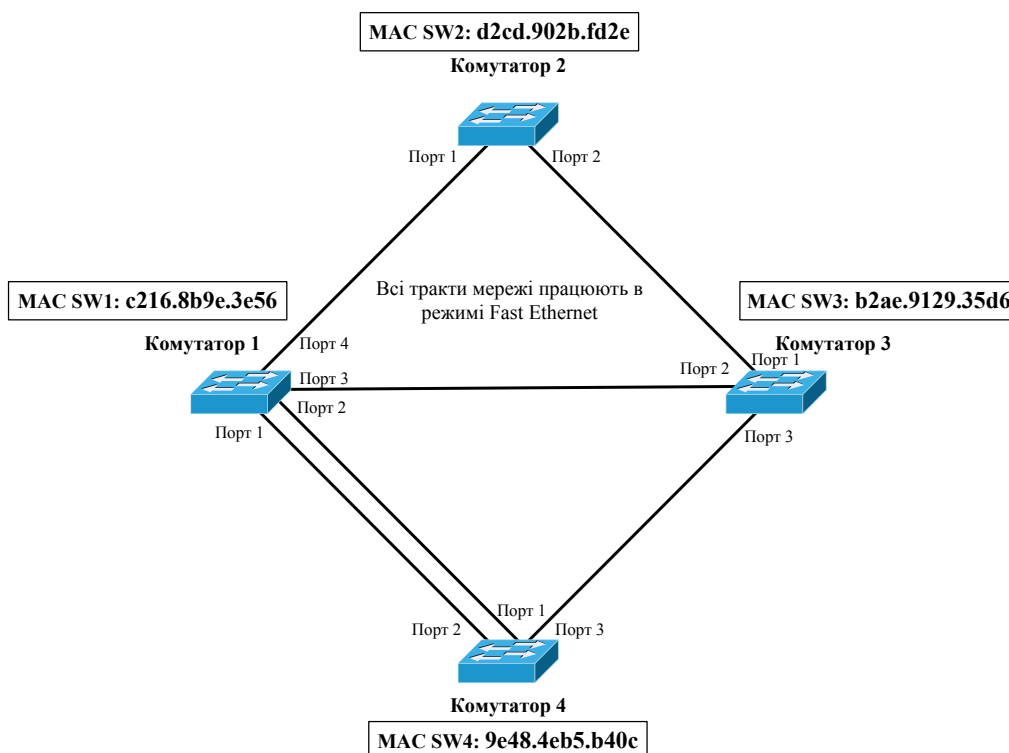 MAC SW2: d2cd.902b.fd2e
Комутатор 2
Порт 1
Порт 2
Всі тракти мережі працюють в
режимі Fast Ethernet
MAC SW1: c216.8b9e.3e56
MAC SW3: b2ae.9129.35d6
Комутатор 1
Комутатор 3
Порт 4
Порт 3
Порт 2
Порт 1
Порт 2
Порт 1
Порт 3
Порт 1
Порт 2
Порт 3
Комутатор 4
MAC SW4: 9e48.4eb5.b40c